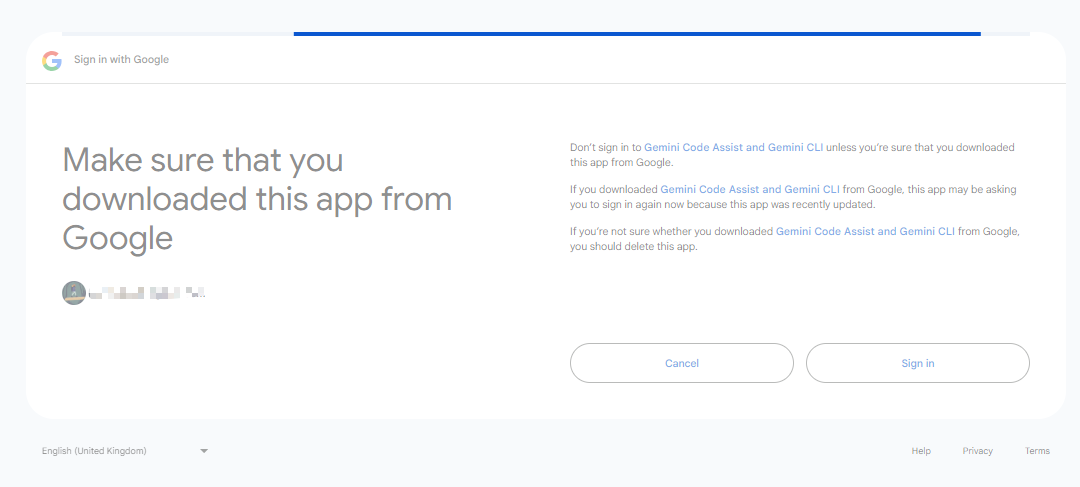 Sign in with Google
Make sure that you
downloaded this app from
Google
Don't sign in to Gemini Code Assist and Gemini CLI unless you're sure that you downloaded
this app from Google.
If you downloaded Gemini Code Assist and Gemini CLI from Google, this app may be asking
you to sign in again now because this app was recently updated.
If you're not sure whether you downloaded Gemini Code Assist and Gemini CLI from Google,
you should delete this app.
Cancel
Sign in
English (United Kingdom)
Help
Privacy
Terms